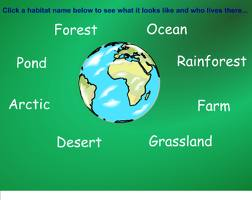 Click a habitat name below to see what it looks like and who lives there...
Forest Ocean
Pond Rainforest
Arctic Farm
Desert Grassland